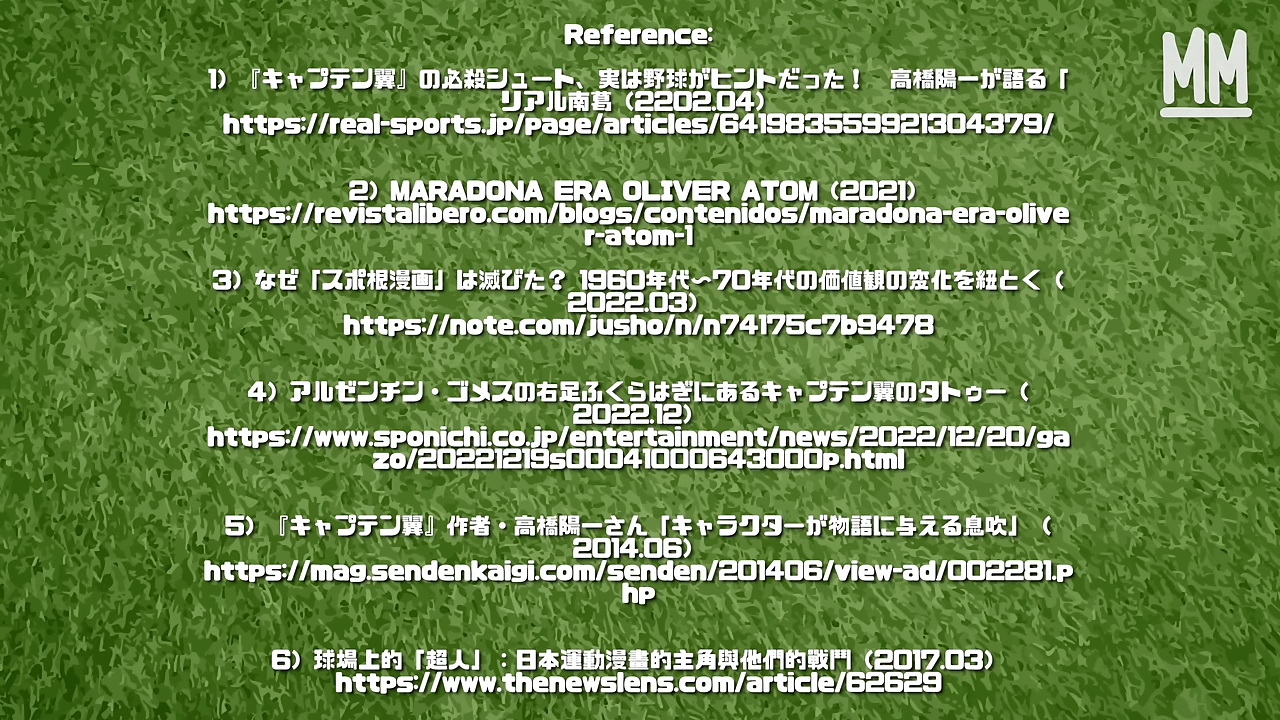 Reference:
MM
1）『キャプテン翼』の必殺シュート、実は野球がヒントだった！　高橋陽一が語る「
リアル南葛（2202.04）
https://real-sports.jp/page/articles/641983559921304379/
2）MARADONA ERA OLIVER ATOM（2021）
https://revistalibero.com/blogs/contenidos/maradona-era-olive
r-atom-1
3）なぜ「スポ根漫画」は滅びた？ 1960年代〜70年代の価値観の変化を紐とく（
2022.03）
https://note.com/jusho/n/n74175c7b9478
4）アルゼンチン・ゴメスの右足ふくらはぎにあるキャプテン翼のタトゥー（
2022.12）
https://www.sponichi.co.jp/entertainment/news/2022/12/20/ga
zo/20221219s00041000643000p.html
5）『キャプテン翼』作者・高橋陽一さん「キャラクターが物語に与える息吹」（
2014.06）
https://mag.sendenkaigi.com/senden/201406/view-ad/002281.p
hp
6）球場上的「超人」：日本運動漫畫的主角與他們的戰鬥（2017.03）
https://www.thenewslens.com/article/62629